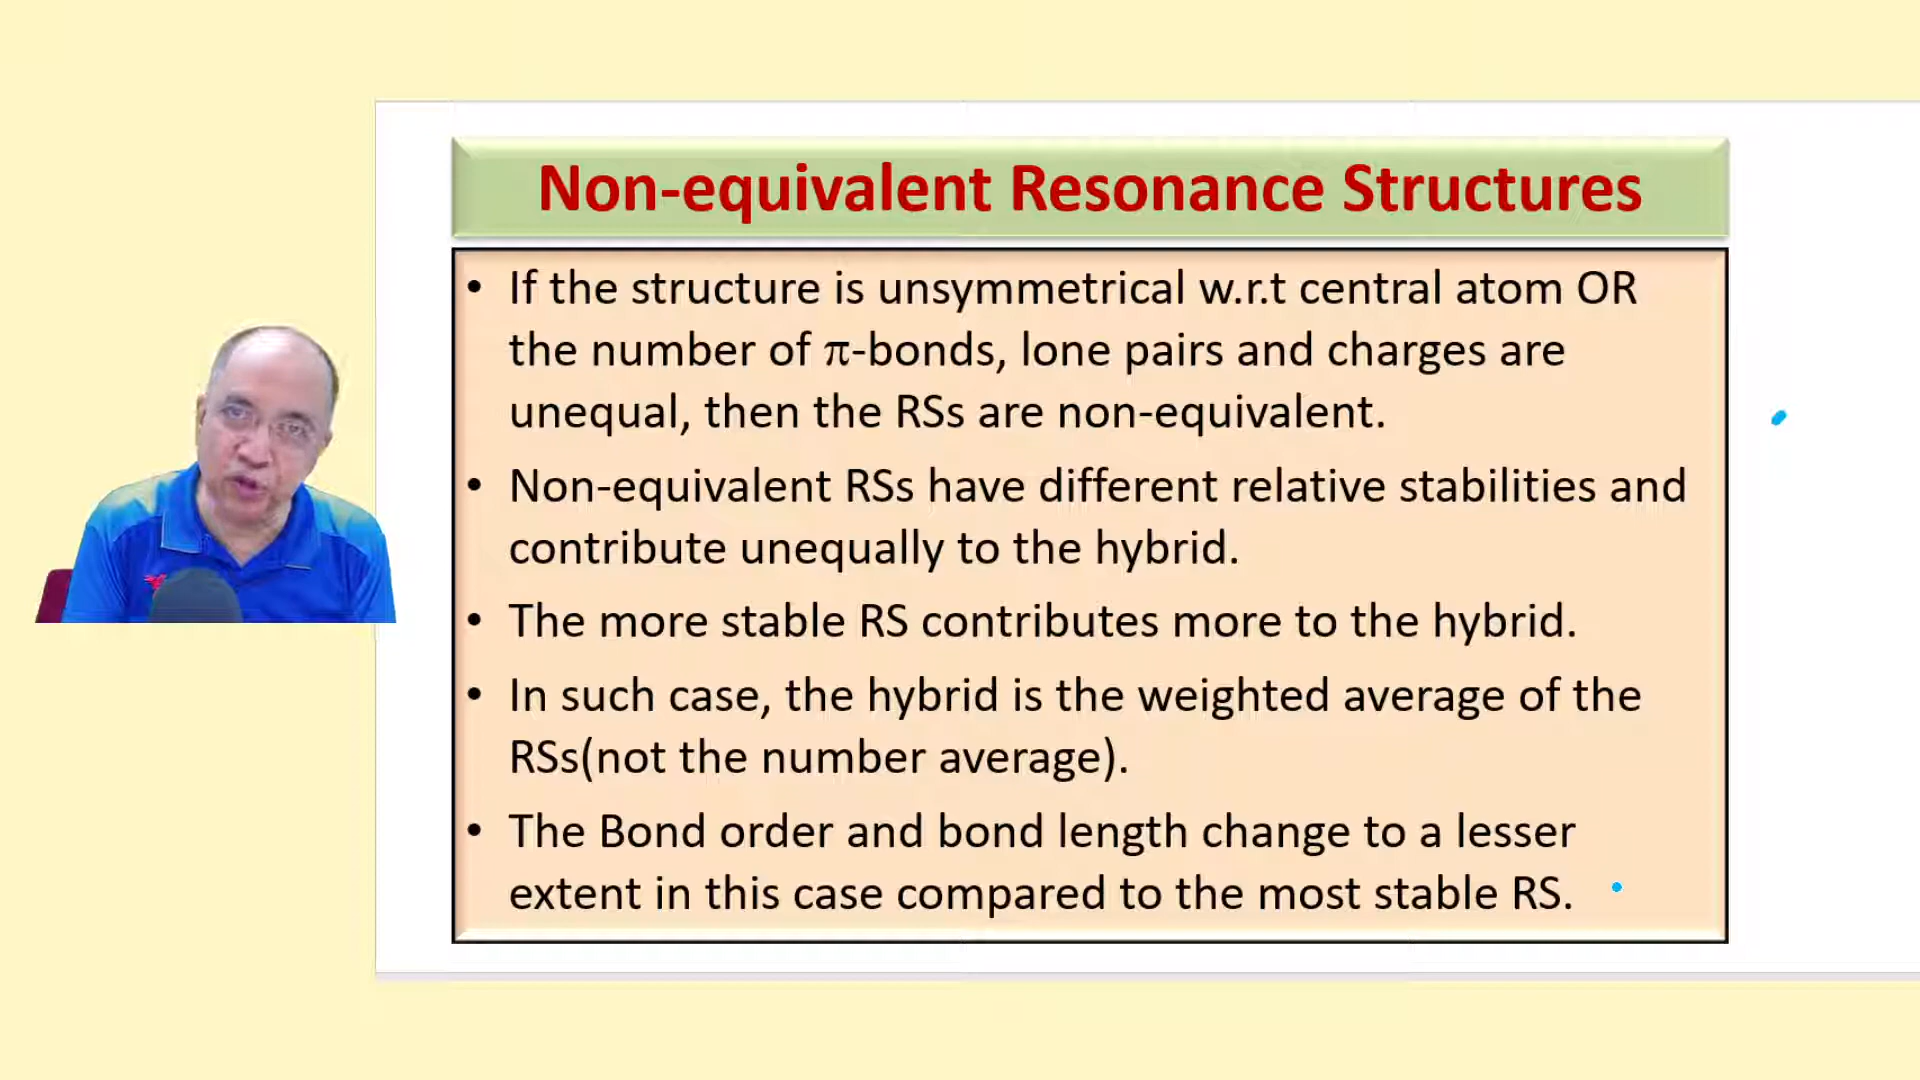 Non-equivalent Resonance Structures
• If the structure is unsymmetrical w.r.t central atom OR
the number of π-bonds, lone pairs and charges are
unequal, then the RSs are non-equivalent.
• Non-equivalent RSs have different relative stabilities and
contribute unequally to the hybrid.
• The more stable RS contributes more to the hybrid.
• In such case, the hybrid is the weighted average of the
RSs(not the number average).
• The Bond order and bond length change to a lesser
extent in this case compared to the most stable RS.